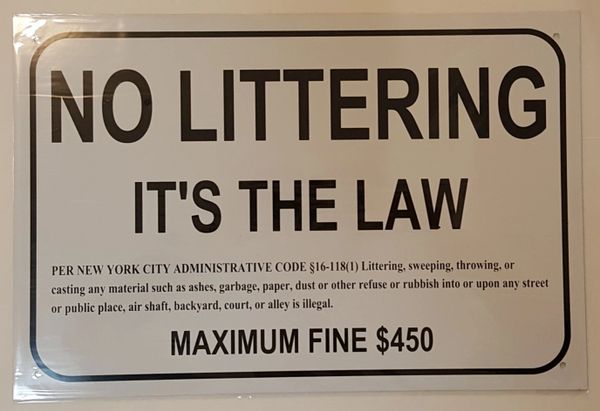 NO LITTERING
IT'S THE LAW
PER NEW YORK CITY ADMINISTRATIVE CODE §16-118(1) Littering, sweeping, throwing, or
casting any material such as ashes, garbage, paper, dust or other refuse or rubbish into or upon any street
or public place, air shaft, backyard, court, or alley is illegal.
MAXIMUM FINE $450